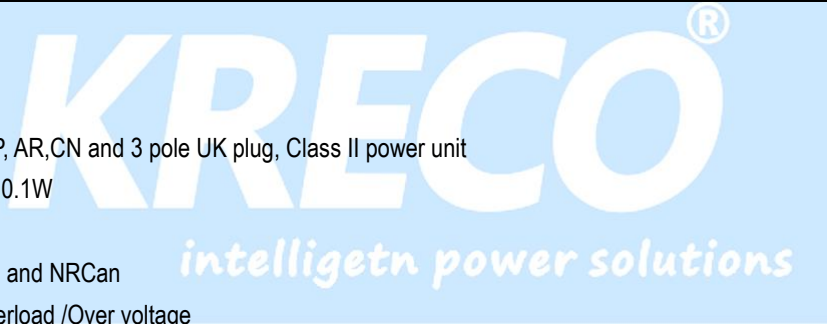 KRECO®
, AR,CN and 3 pole UK plug, Class II power unit
0.1W
and NRCan
intelligetn power solutions
erload /Over voltage